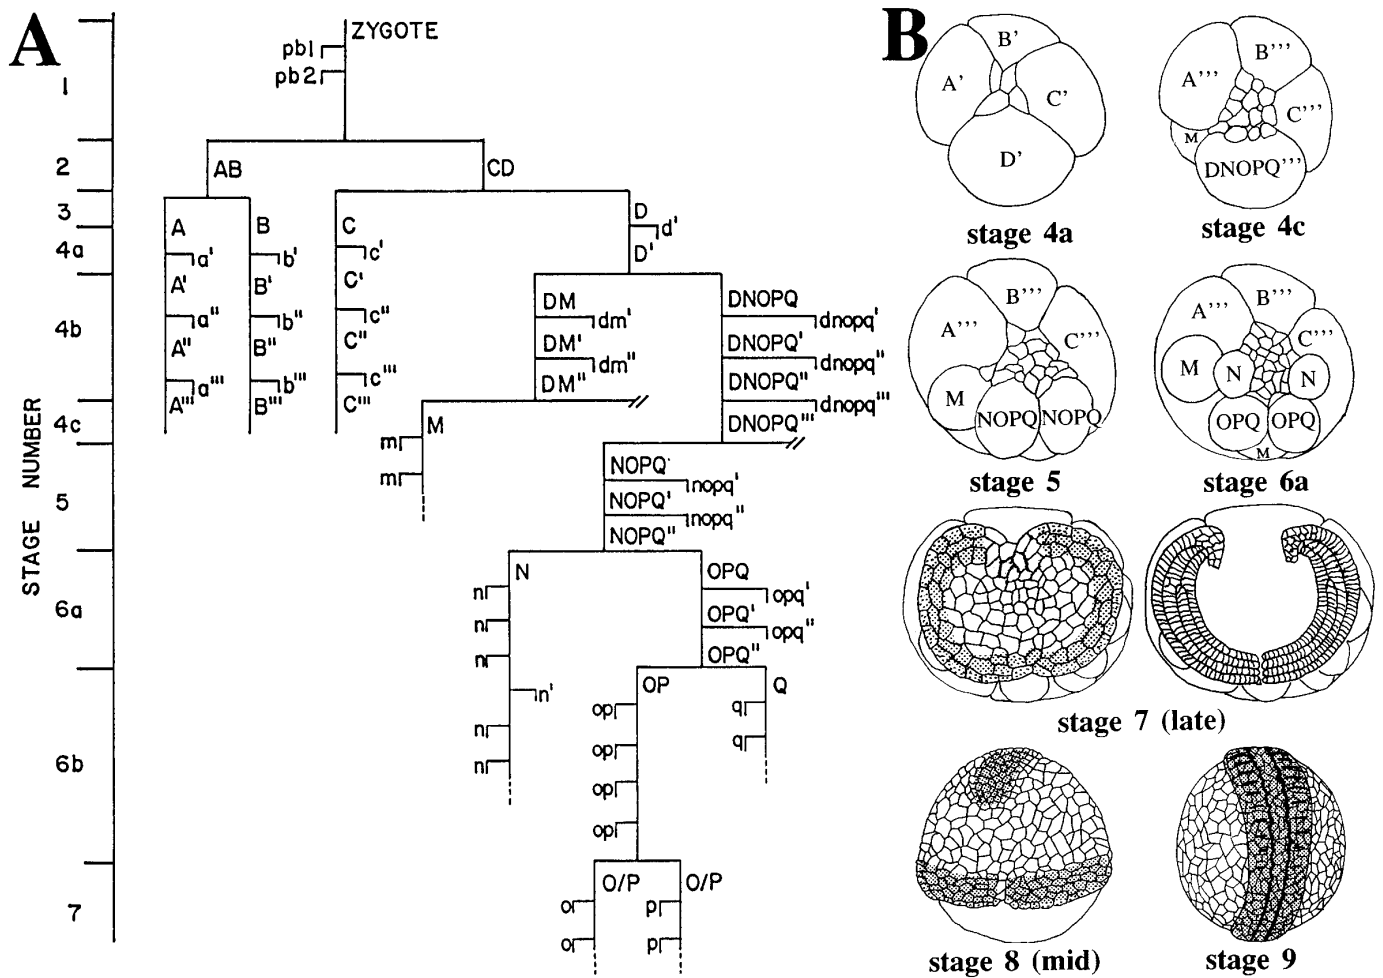 A
B
ZYGOTE
pb1
pb2
1
2
AB
CD
3
A
B
C
D
d'
4a
a'
b'
c'
D'
A'
B'
C'
4b
DM
DNOPQ
a"
b"
c"
dm'
dnopq'
A"
B"
C"
DM'
DNOPQ'
dm"
dnopq"
a'''
b'''
c'''
DM"
DNOPQ"
A'''
B'''
C'''
dnopq'''
4c
M
DNOPQ'''
m
m
STAGE NUMBER
5
NOPQ
nopq'
NOPQ'
nopq"
NOPQ"
6a
N
OPQ
n
opq'
n
OPQ'
opq"
n
OPQ"
6b
OP
Q
n'
op
q
n
op
q
n
op
op
7
O/P
O/P
o
p
o
p
B'
A'
C'
D'
stage 4a
B'''
A'''
C'''
M
DNOPQ'''
stage 4c
B'''
A'''
C'''
M
NOPQ
NOPQ
stage 5
B'''
A'''
C'''
M
N
N
OPQ
OPQ
M
stage 6a
stage 7 (late)
stage 8 (mid)
stage 9